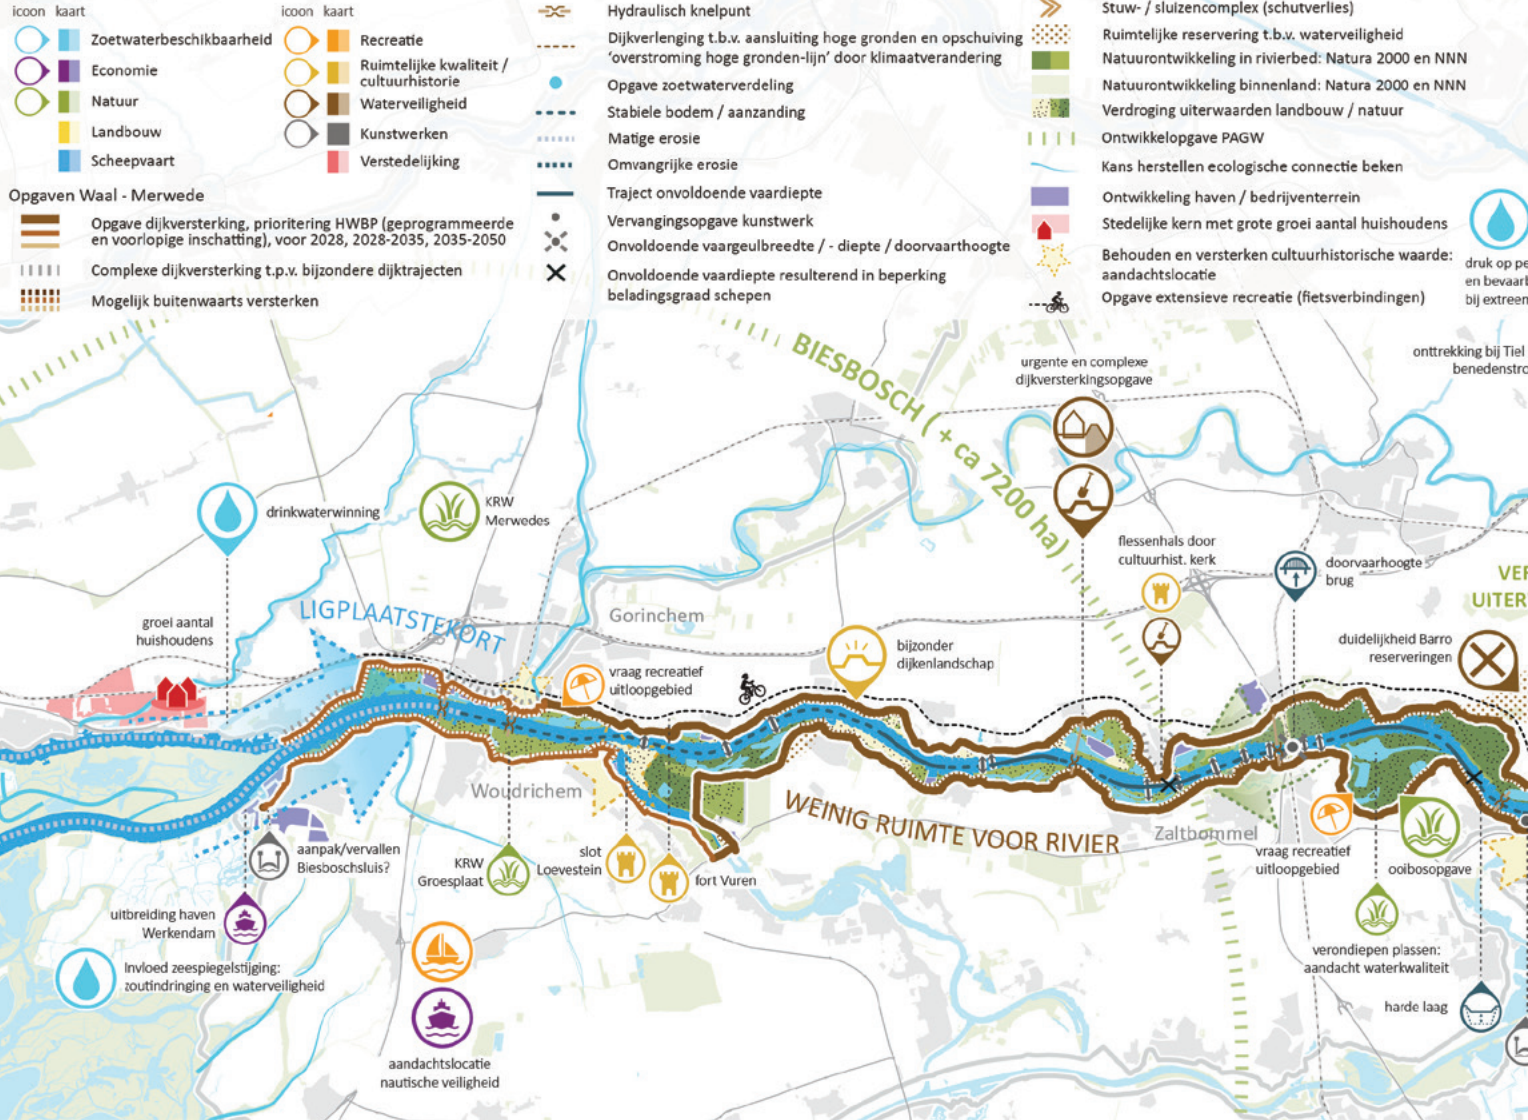 icoon kaart
Zoetwaterbeschikbaarheid
Economie
Natuur
Landbouw
Scheepvaart
icoon kaart
Recreatie
Ruimtelijke kwaliteit /
cultuurhistorie
Waterveiligheid
Kunstwerken
Verstedelijking
Opgaven Waal - Merwede
Opgave dijkversterking, prioritering HWBP (geprogrammeerde
en voorlopige inschatting), voor 2028, 2028-2035, 2035-2050
Complexe dijkversterking t.p.v. bijzondere dijktrajecten
Mogelijk buitenwaarts versterken
Hydraulisch knelpunt
Dijkverlenging t.b.v. aansluiting hoge gronden en opschuiving
‘overstroming hoge gronden-lijn’ door klimaatverandering
Opgave zoetwaterverdeling
Stabiele bodem / aanzanding
Matige erosie
Omvangrijke erosie
Traject onvoldoende vaardiepte
Vervangingsopgave kunstwerk
Onvoldoende vaargeulbreedte / - diepte / doorvaarthoogte
Onvoldoende vaardiepte resulterend in beperking
beladingsgraad schepen
Stuw- / sluizencomplex (schutverlies)
Ruimtelijke reservering t.b.v. waterveiligheid
Natuurontwikkeling in rivierbed: Natura 2000 en NNN
Natuurontwikkeling binnenland: Natura 2000 en NNN
Verdroging uiterwaarden landbouw / natuur
Ontwikkelopgave PAGW
Kans herstellen ecologische connectie beken
Ontwikkeling haven / bedrijventerrein
Stedelijke kern met grote groei aantal huishoudens
Behouden en versterken cultuurhistorische waarde:
aandachtslocatie
Opgave extensieve recreatie (fietsverbindingen)
druk op
en
bij
onttrekking bij Tiel
BIESBOSCH ( + ca 7200 ha)
urgente en complexe
dijkversterkingsopgave
drinkwaterwinning
KRW
Merwedes
flessenhals door
cultuurhist. kerk
doorvaarhoogte
brug
LIGPLAATSTEKORT
Gorinchem
groei aantal
huishoudens
duidelijkheid Barro
reserveringen
bijzonder
dijkenlandschap
vraag recreatief
uitloopgebied
Woudrichem
WEINIG RUIMTE VOOR RIVIER
Zaltbommel
aanpak/vervallen
Biesboschsluis?
KRW
Groesplaat
slot
Loevestein
fort Vuren
vraag recreatief
uitloopgebied
ooibosopgave
uitbreiding haven
Werkendam
verondiepen plassen:
aandacht waterkwaliteit
Invloed zeespiegelstijging:
zoutindringing en waterveiligheid
harde laag
aandachtslocatie
nautische veiligheid